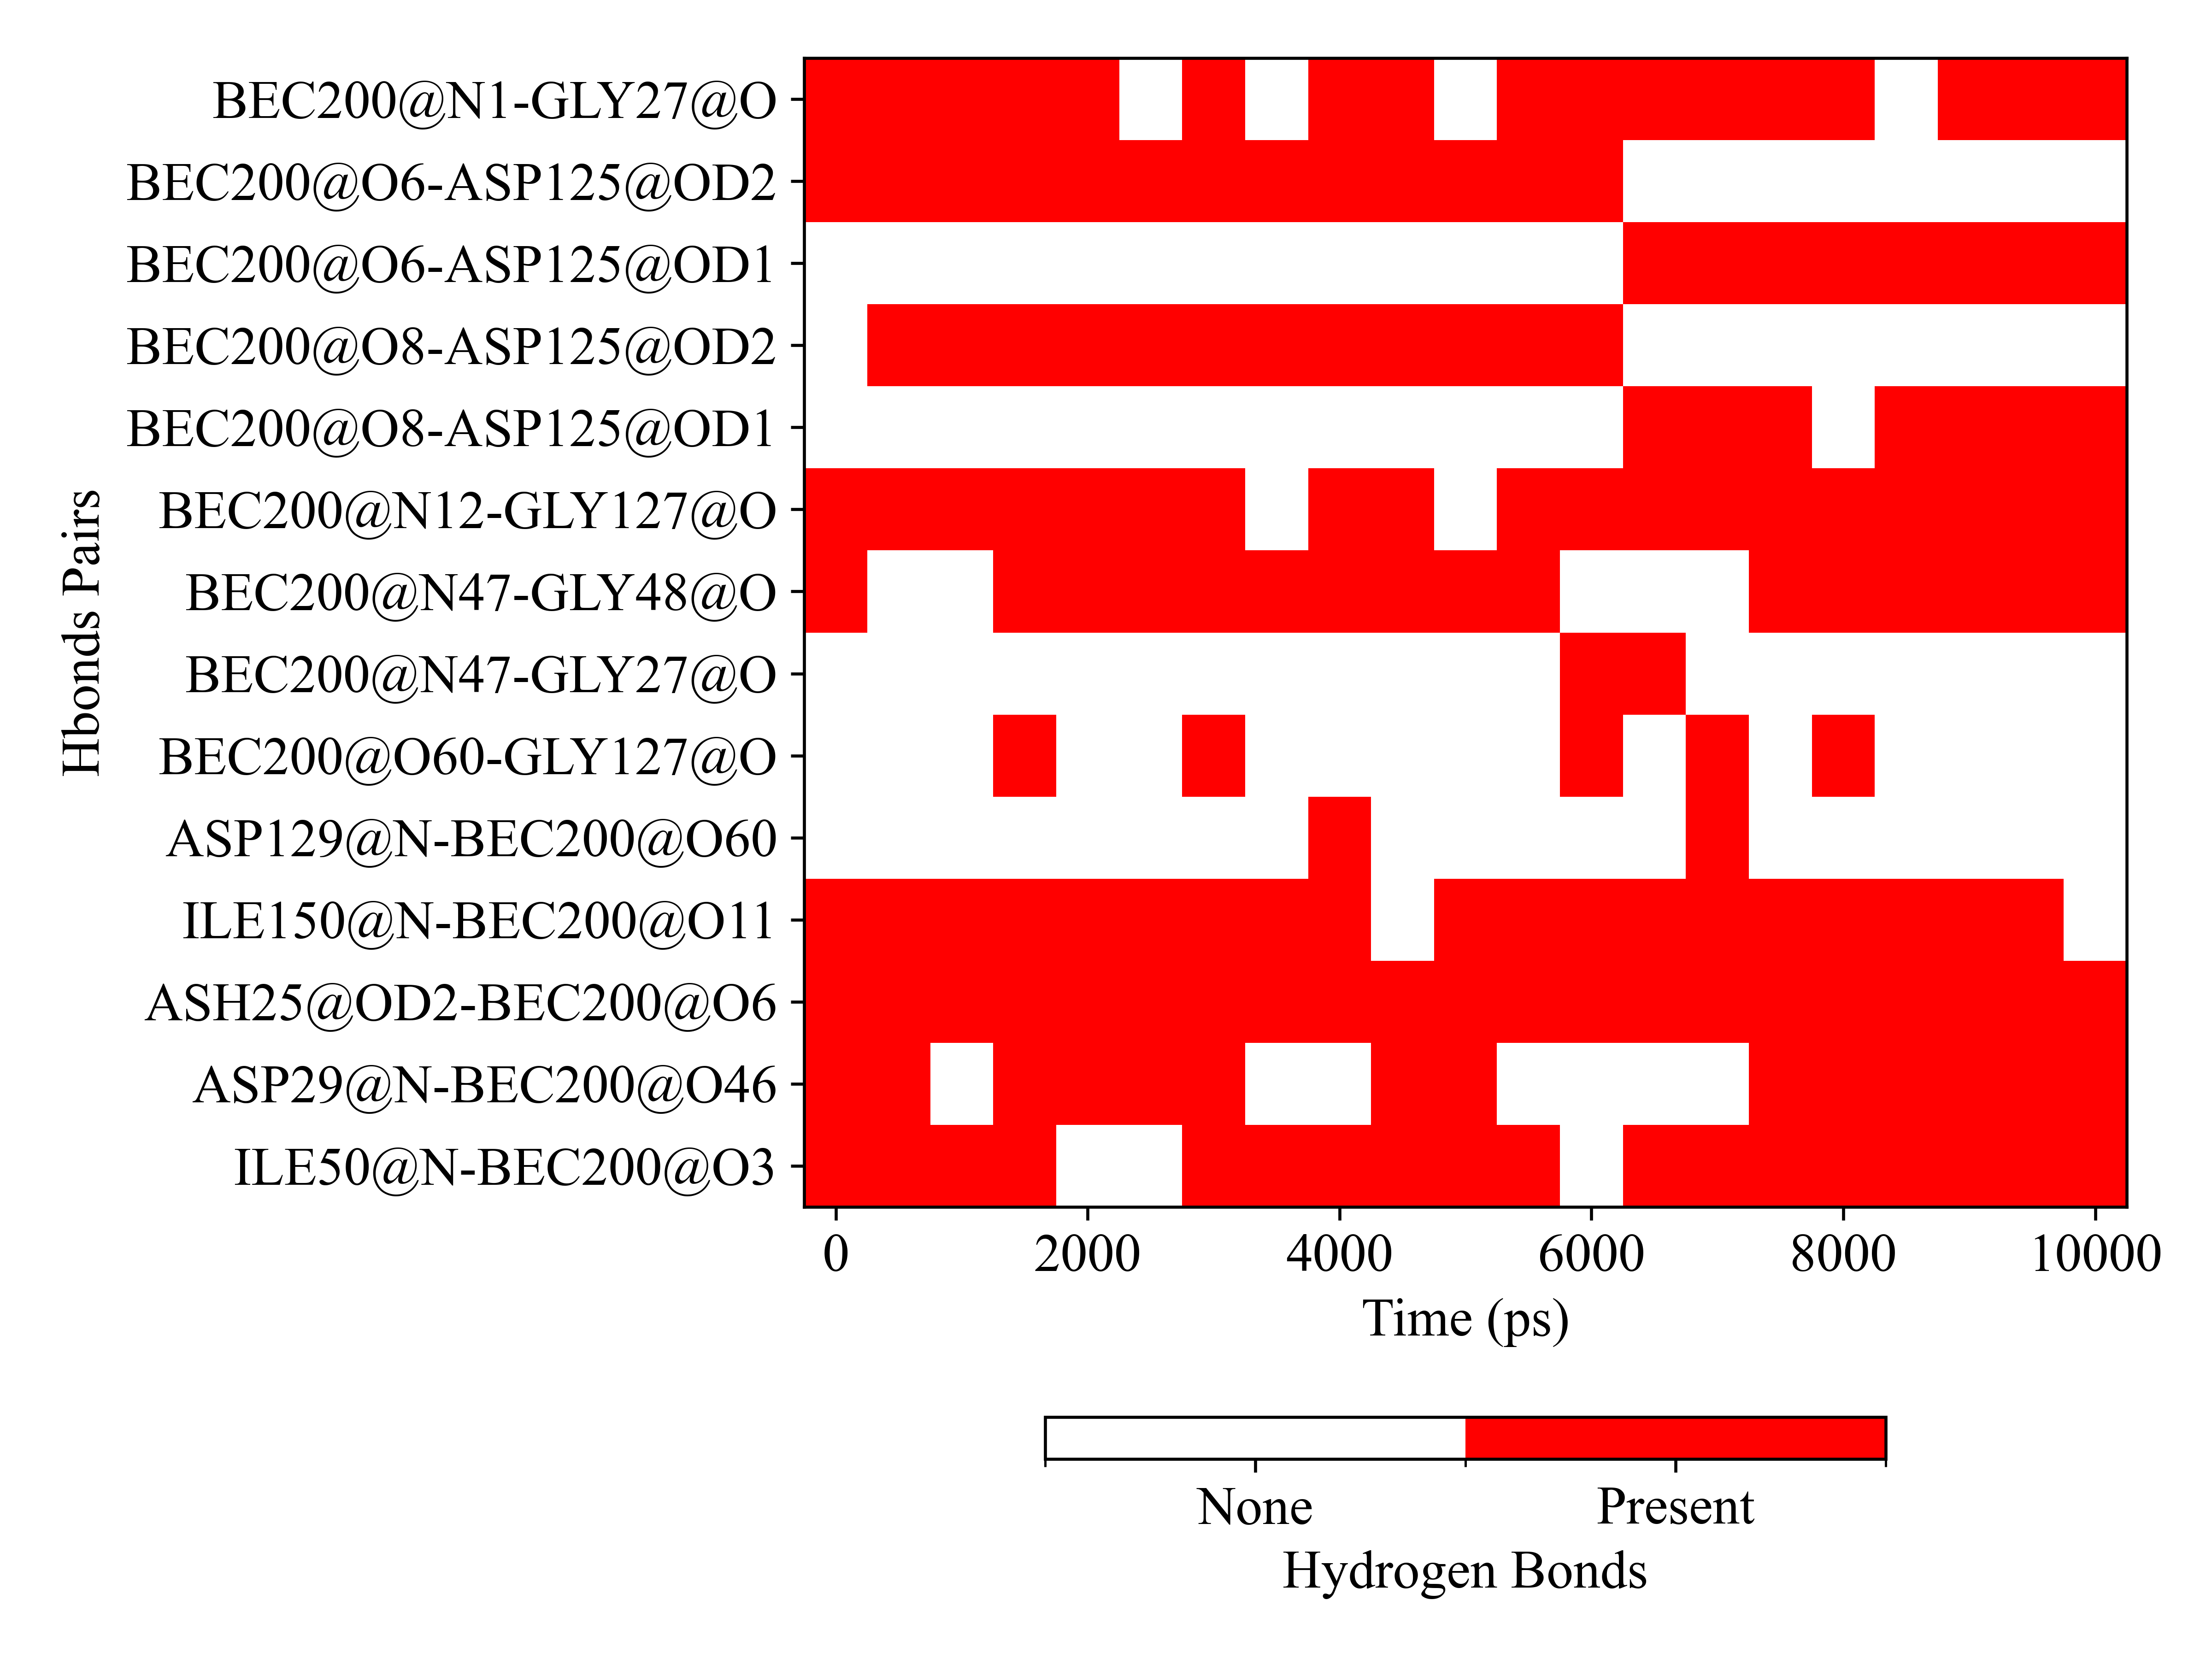 Hbonds Pairs
BEC200@N1-GLY27@O
BEC200@O6-ASP125@OD2
BEC200@O6-ASP125@OD1
BEC200@O8-ASP125@OD2
BEC200@O8-ASP125@OD1
BEC200@N12-GLY127@O
BEC200@N47-GLY48@O
BEC200@N47-GLY27@O
BEC200@O60-GLY127@O
ASP129@N-BEC200@O60
ILE150@N-BEC200@O11
ASH25@OD2-BEC200@O6
ASP29@N-BEC200@O46
ILE50@N-BEC200@O3
0 2000 4000 6000 8000 10000
Time (ps)
None Present
Hydrogen Bonds